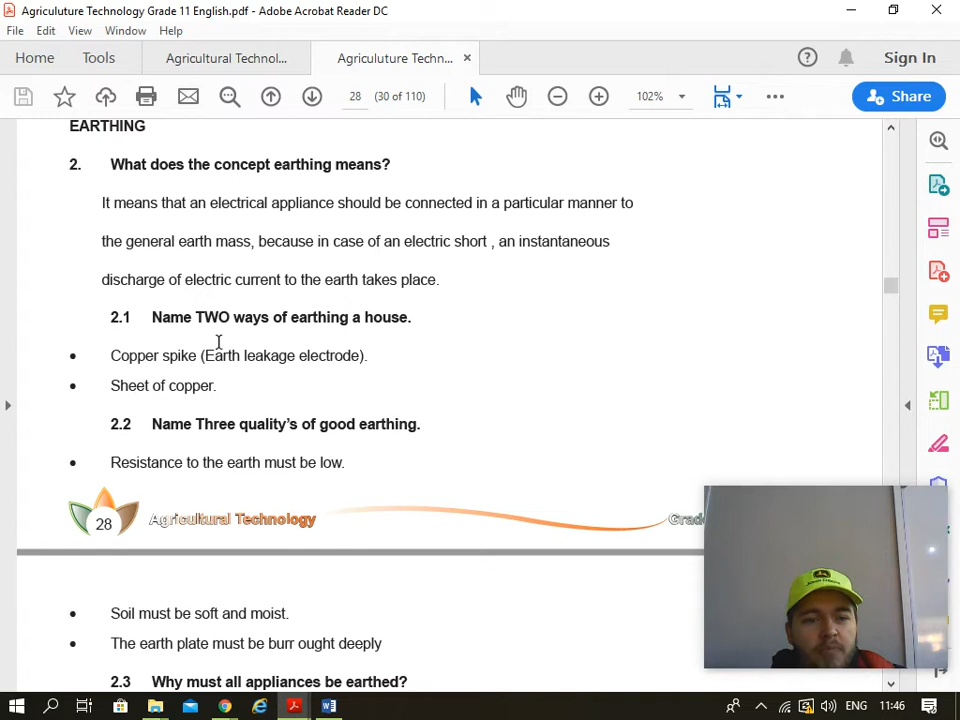 Agriculuture Technology Grade 11 English.pdf - Adobe Acrobat Reader DC
File Edit View Window Help
Home Tools Agricultural Technol... Agriculuture Techn... Sign In
28 (30 of 110) 102% Share
EARTHING
2. What does the concept earthing means?
It means that an electrical appliance should be connected in a particular manner to
the general earth mass, because in case of an electric short , an instantaneous
discharge of electric current to the earth takes place.
2.1 Name TWO ways of earthing a house.
• Copper spike (Earth leakage electrode).
• Sheet of copper.
2.2 Name Three quality's of good earthing.
• Resistance to the earth must be low.
28 Agricultural Technology Grad
• Soil must be soft and moist.
• The earth plate must be burr ought deeply
2.3 Why must all appliances be earthed?
JOHN DEERE
ENG 11:46